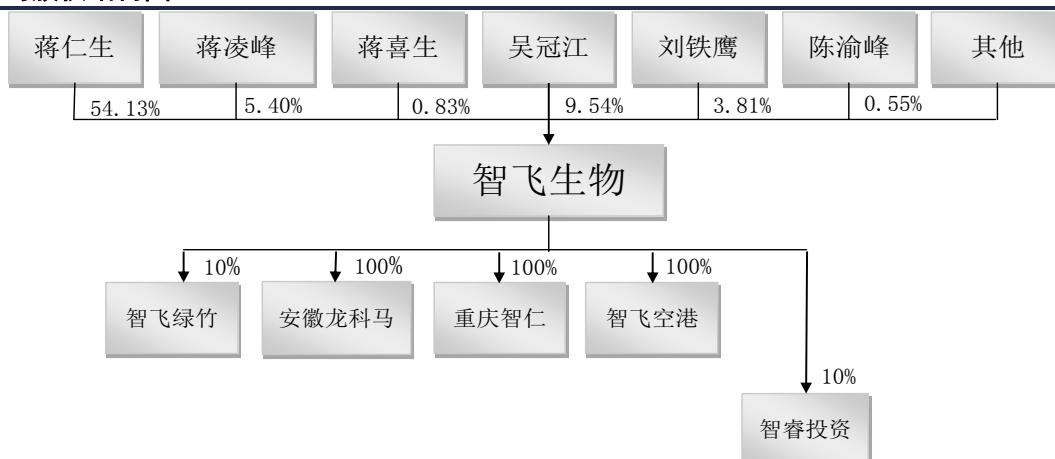 蒋仁生 蒋凌峰 蒋喜生 吴冠江 刘铁鹰 陈渝峰 其他
54.13% 5.40% 0.83% 9.54% 3.81% 0.55%
智飞生物
10% 100% 100% 100%
智飞绿竹 安徽龙科马 重庆智仁 智飞空港
10%
智睿投资